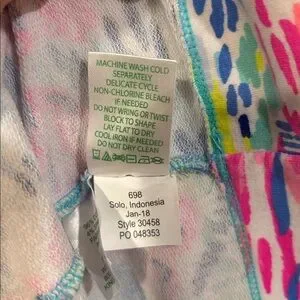 MACHINE WASH COLD
SEPARATELY
DELICATE CYCLE
NON-CHLORINE BLEACH
IF NEEDED
DO NOT WRING OR TWIST
BLOCK TO SHAPE
LAY FLAT TO DRY
COOL IRON IF NEEDED
DO NOT DRY CLEAN
698
Solo, Indonesia
Jan-18
Style 30458
PO 048353